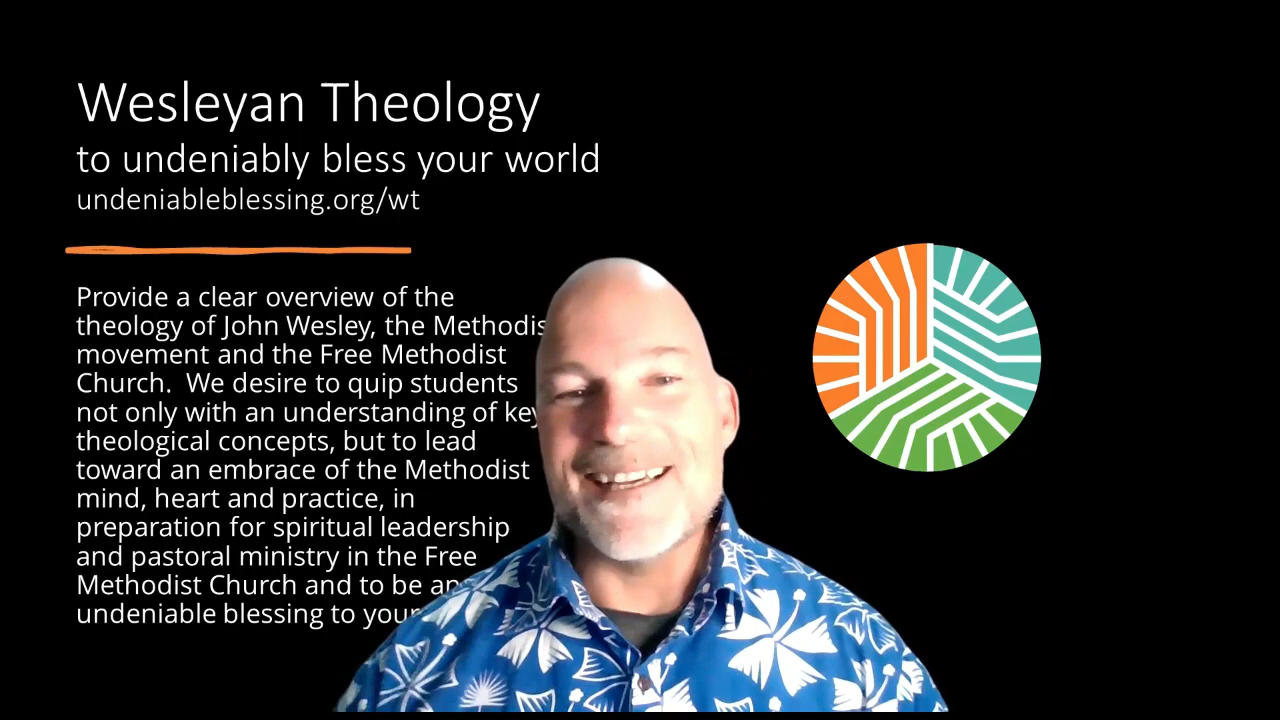 Wesleyan Theology
to undeniably bless your world
undeniableblessing.org/wt
Provide a clear overview of the
theology of John Wesley, the
movement and the Free Methodist
Church.  We desire to quip students
not only with an understanding of key
theological concepts, but to lead
toward an embrace of the Methodist
mind, heart and practice, in
preparation for spiritual leadership
and pastoral ministry in the Free
Methodist Church and to be
undeniable blessing to your